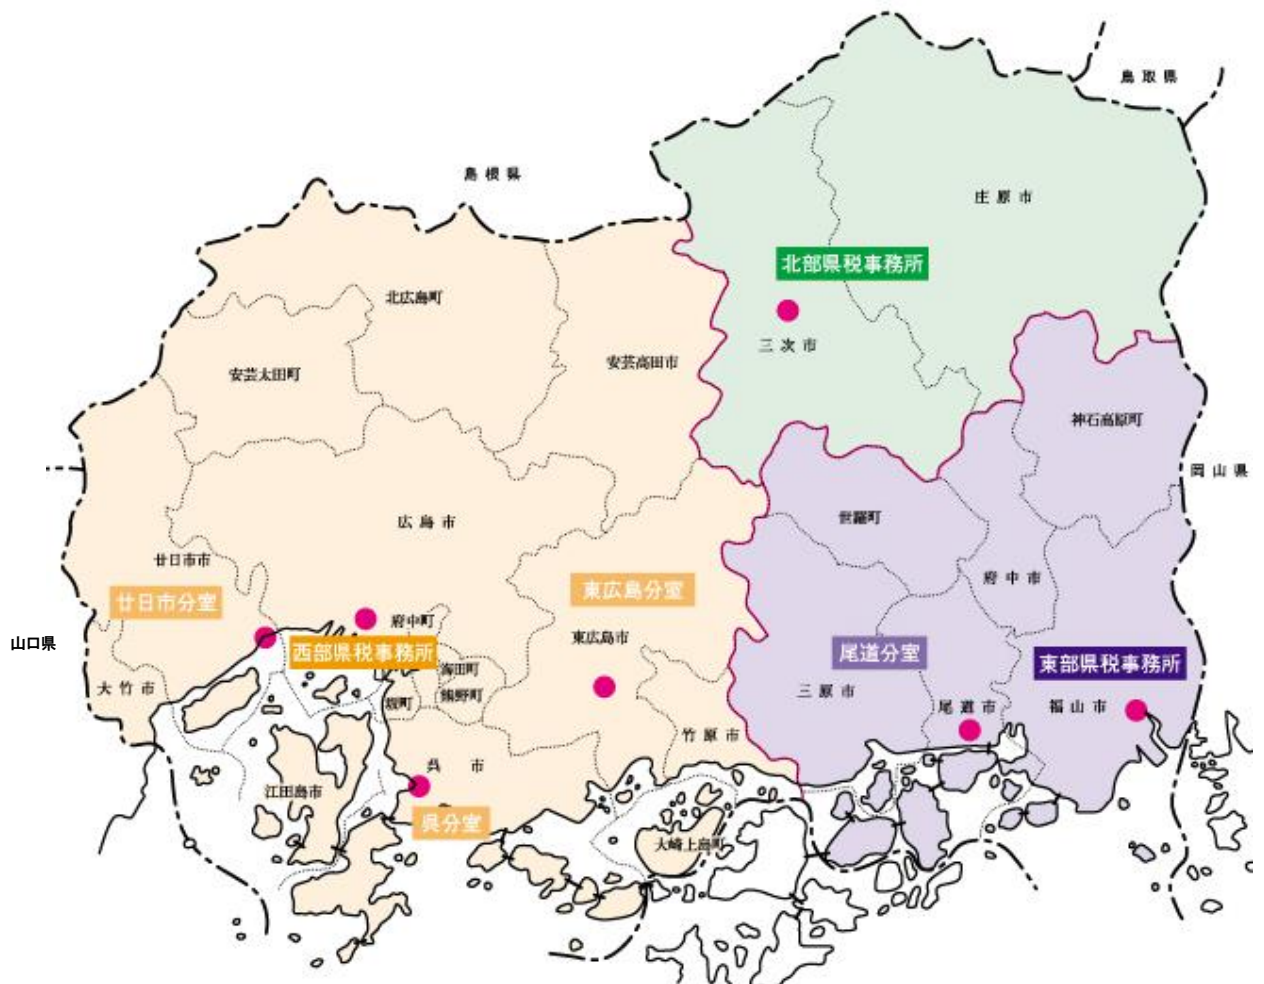 鳥取県
島根県
庄原市
北部県税事務所
北広島町
三次市
安芸高田市
安芸太田町
神石高原町
岡山県
世羅町
広島市
廿日市市
府中市
東広島分室
廿日市分室
府中町
東広島市
山口県
西部県税事務所
尾道分室
東部県税事務所
海田町
大竹市
熊野町
三原市
坂町
尾道市
福山市
竹原市
呉市
江田島市
呉分室
大崎上島町